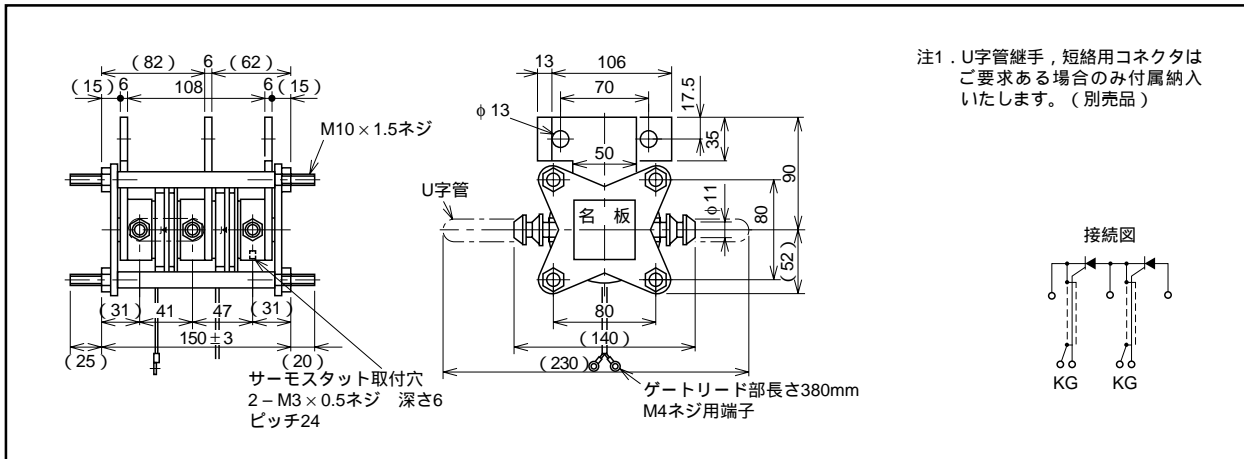 (82)
6
(62)
(15)
6
108
6
(15)
M10×1.5ネジ
(31)
41
47
(31)
150±3
(25)
(20)
サーモスタット取付穴
2−M3×0.5ネジ 深さ6
ピッチ24
13
106
70
17.5
φ13
35
50
90
U字管
名 板
φ11
80
(52)
80
(140)
(230)
ゲートリード部長さ380mm
M4ネジ用端子
注1.U字管継手,短絡用コネクタは
ご要求ある場合のみ付属納入
いたします。(別売品)
接続図
KG
KG